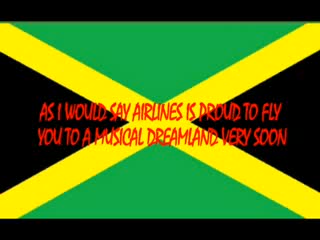 AS I WOULD SAY AIRLINES IS PROUD TO FLY
YOU TO A MUSICAL DREAMLAND VERY SOON